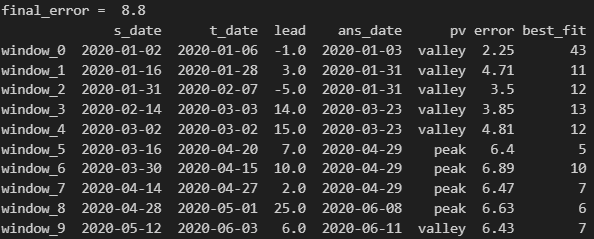 final_error =  8.8
s_date t_date lead ans_date pv error best_fit
window_0 2020-01-02 2020-01-06 -1.0 2020-01-03 valley 2.25 43
window_1 2020-01-16 2020-01-28 3.0 2020-01-31 valley 4.71 11
window_2 2020-01-31 2020-02-07 -5.0 2020-01-31 valley 3.5 12
window_3 2020-02-14 2020-03-03 14.0 2020-03-23 valley 3.85 13
window_4 2020-03-02 2020-03-02 15.0 2020-03-23 valley 4.81 12
window_5 2020-03-16 2020-04-20 7.0 2020-04-29 peak 6.4 5
window_6 2020-03-30 2020-04-15 10.0 2020-04-29 peak 6.89 10
window_7 2020-04-14 2020-04-27 2.0 2020-04-29 peak 6.47 7
window_8 2020-04-28 2020-05-01 25.0 2020-06-08 peak 6.63 6
window_9 2020-05-12 2020-06-03 6.0 2020-06-11 valley 6.43 7